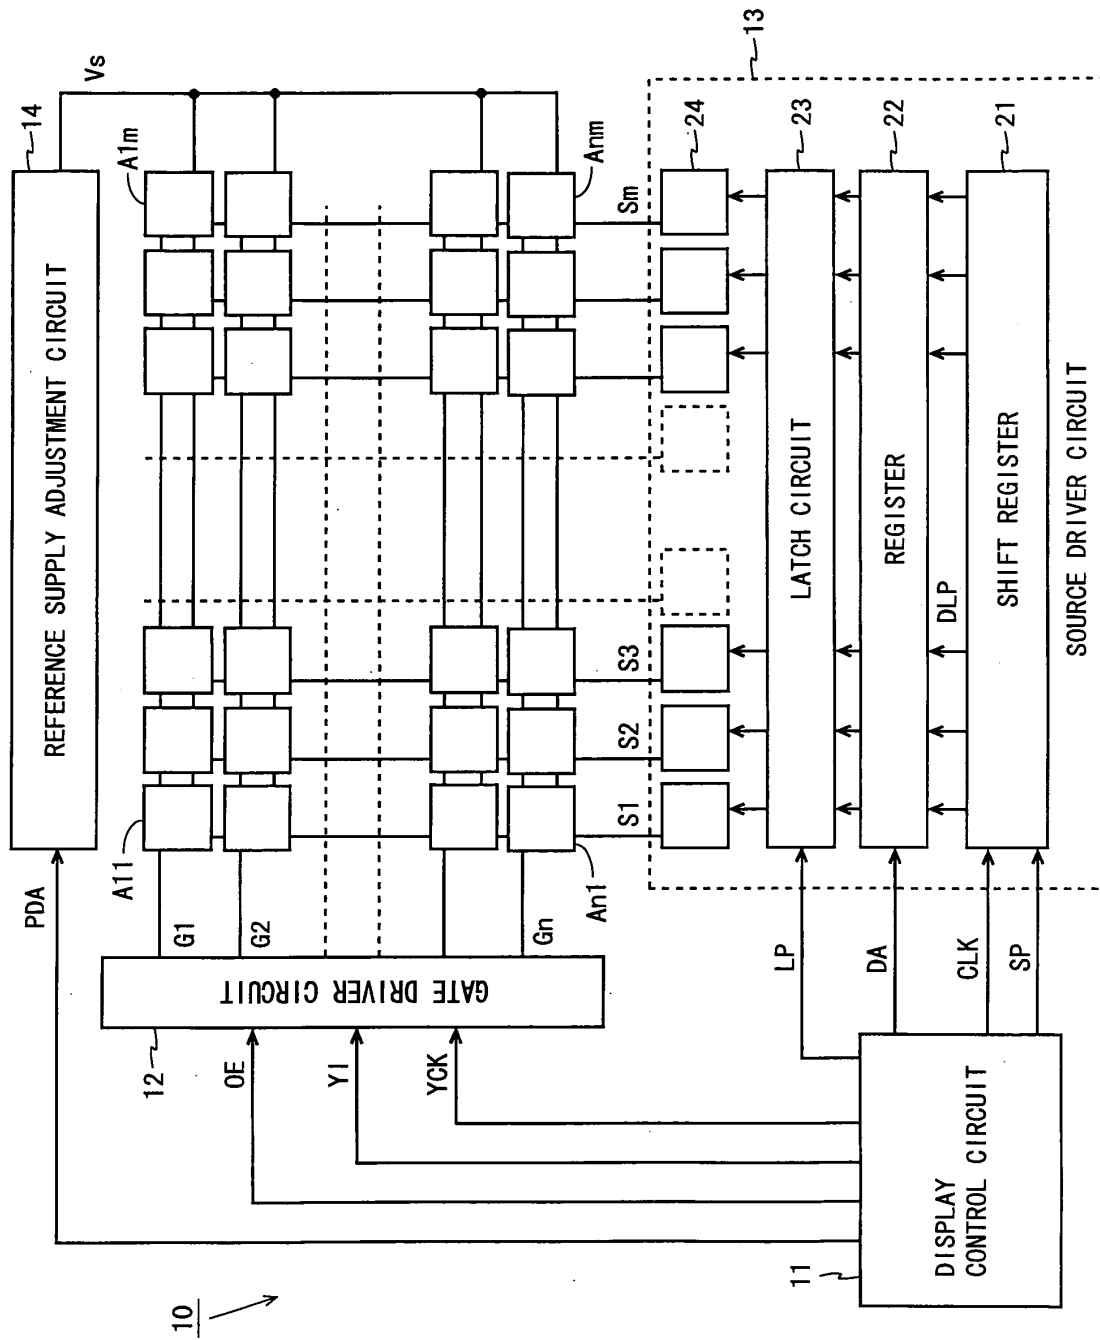 10
REFERENCE SUPPLY ADJUSTMENT CIRCUIT
14
Vs
PDA
A11
A1m
G1
G2
Gn
GATE DRIVER CIRCUIT
12
OE
YI
YCK
An1
Anm
S1
S2
S3
Sm
13
24
LATCH CIRCUIT
23
REGISTER
22
DLP
SHIFT REGISTER
21
SOURCE DRIVER CIRCUIT
LP
DA
CLK
SP
DISPLAY
CONTROL CIRCUIT
11